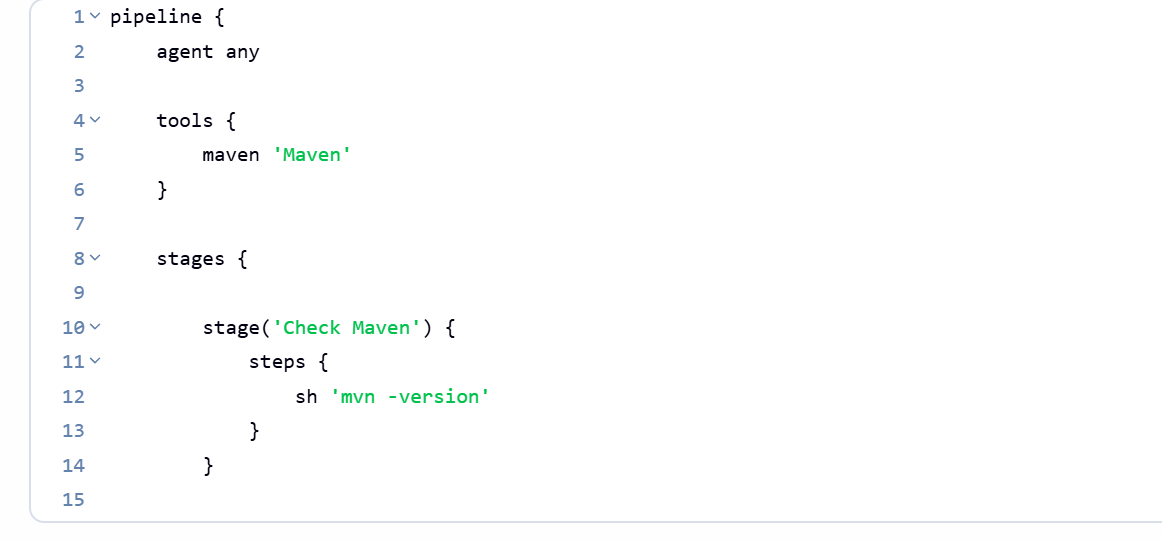 1 pipeline {
2     agent any
3
4     tools {
5         maven 'Maven'
6     }
7
8     stages {
9
10         stage('Check Maven') {
11             steps {
12                 sh 'mvn -version'
13             }
14         }
15